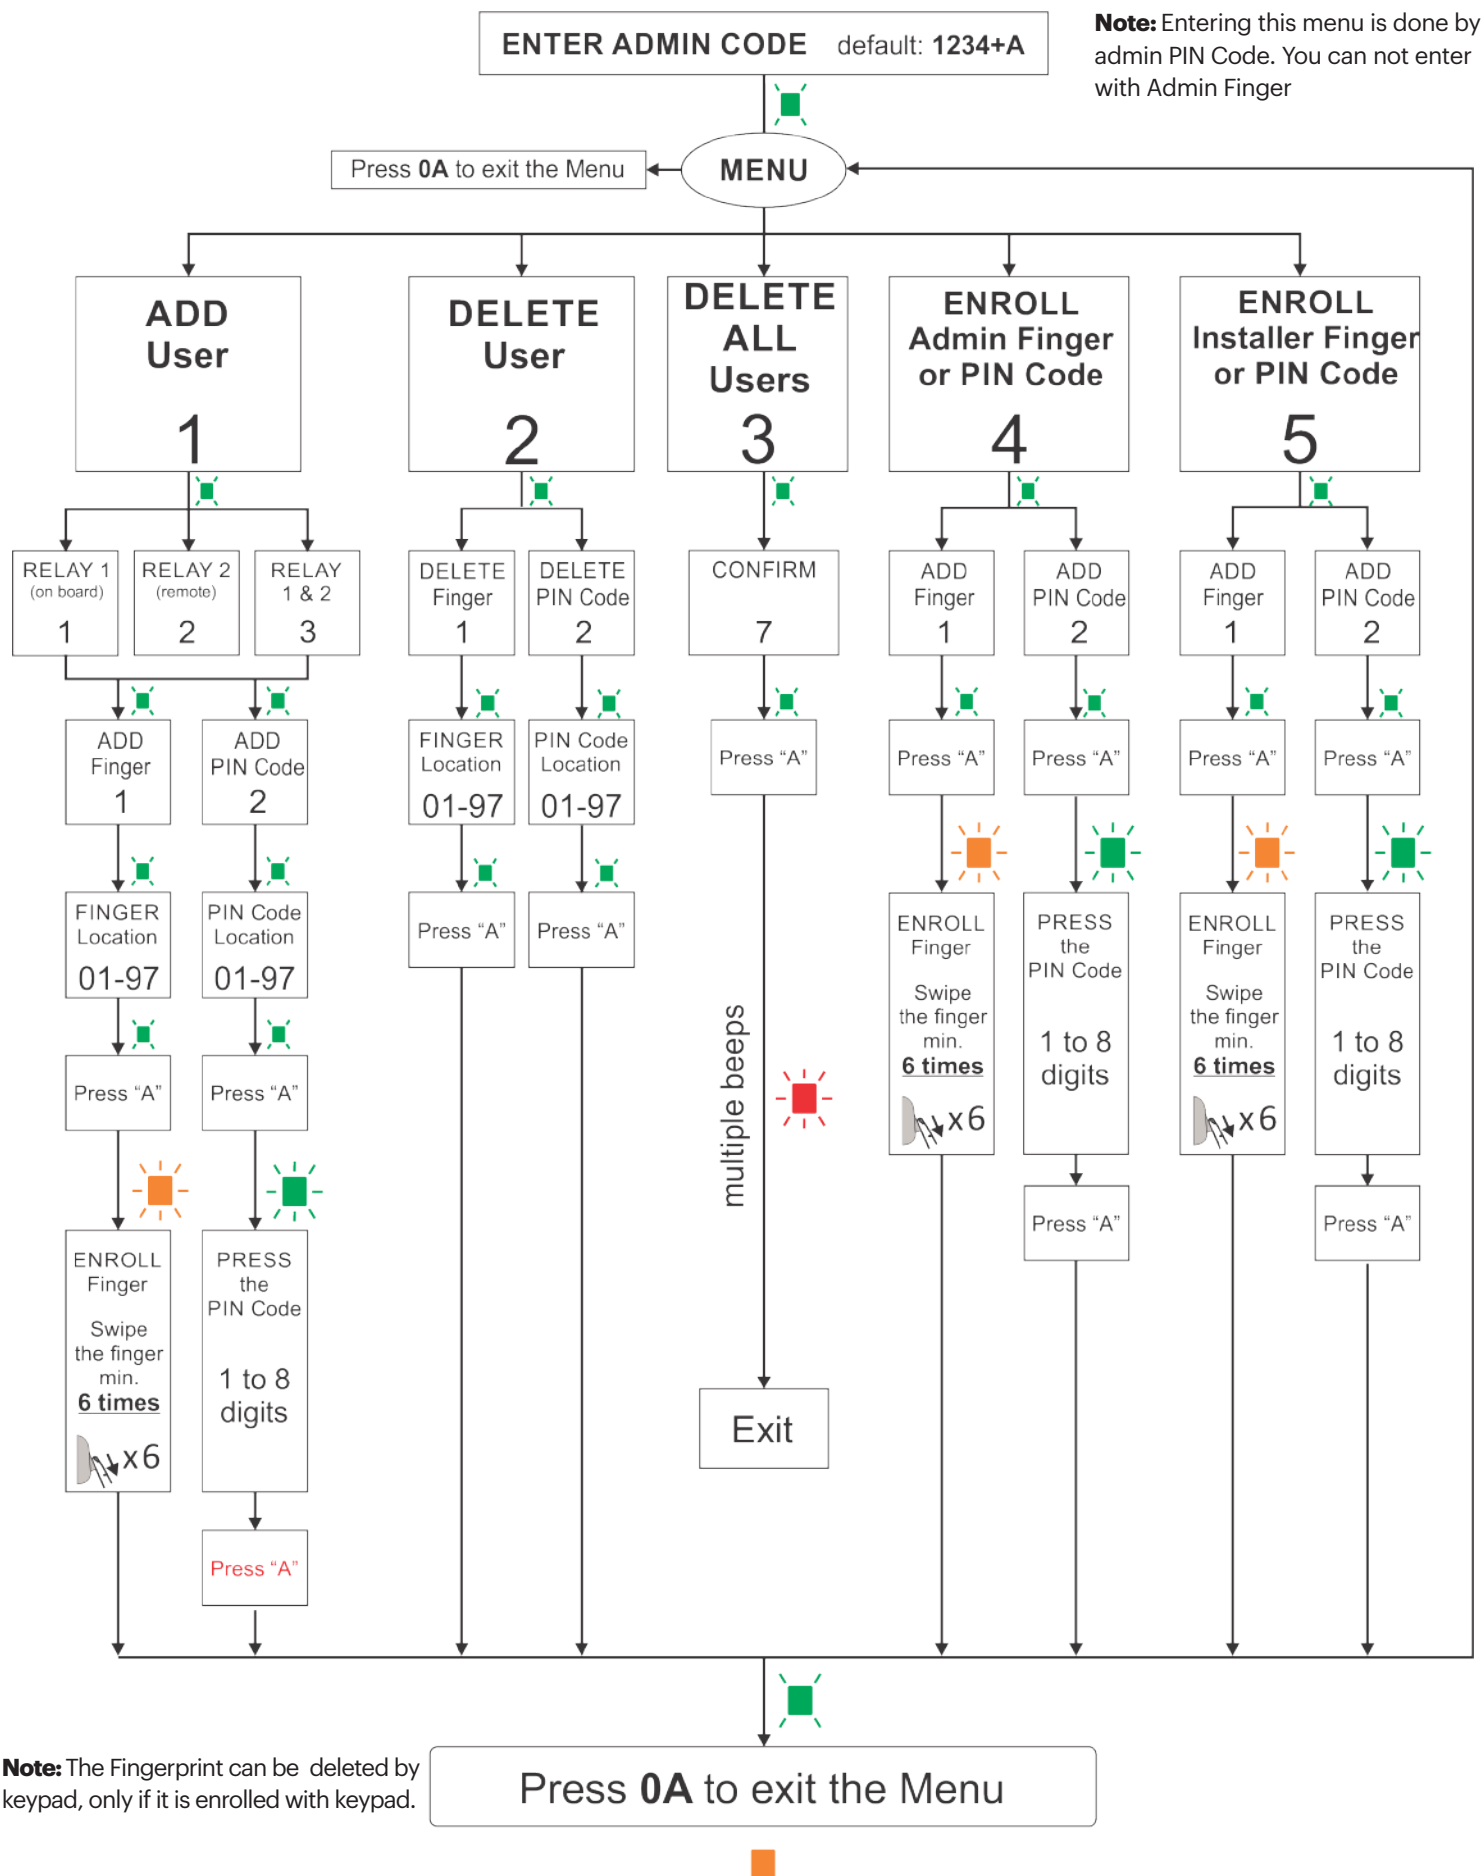 ENTER ADMIN CODE default: 1234+A
Note: Entering this menu is done by
admin PIN Code. You can not enter
with Admin Finger
Press 0A to exit the Menu
MENU
ADD
User
1
DELETE
User
2
DELETE
ALL
Users
3
ENROLL
Admin Finger
or PIN Code
4
ENROLL
Installer Finger
or PIN Code
5
RELAY 1
(on board)
1
RELAY 2
(remote)
2
RELAY
1 & 2
3
DELETE
Finger
1
DELETE
PIN Code
2
CONFIRM
7
ADD
Finger
1
ADD
PIN Code
2
ADD
Finger
1
ADD
PIN Code
2
ADD
Finger
1
ADD
PIN Code
2
FINGER
Location
01-97
PIN Code
Location
01-97
Press “A”
Press “A”
Press “A”
Press “A”
Press “A”
FINGER
Location
01-97
PIN Code
Location
01-97
Press “A”
Press “A”
multiple beeps
ENROLL
Finger
Swipe
the finger
min.
6 times
x6
PRESS
the
PIN Code
1 to 8
digits
ENROLL
Finger
Swipe
the finger
min.
6 times
x6
PRESS
the
PIN Code
1 to 8
digits
Press “A”
Press “A”
Press “A”
Press “A”
ENROLL
Finger
Swipe
the finger
min.
6 times
x6
PRESS
the
PIN Code
1 to 8
digits
Exit
Press “A”
Note: The Fingerprint can be deleted by
keypad, only if it is enrolled with keypad.
Press 0A to exit the Menu